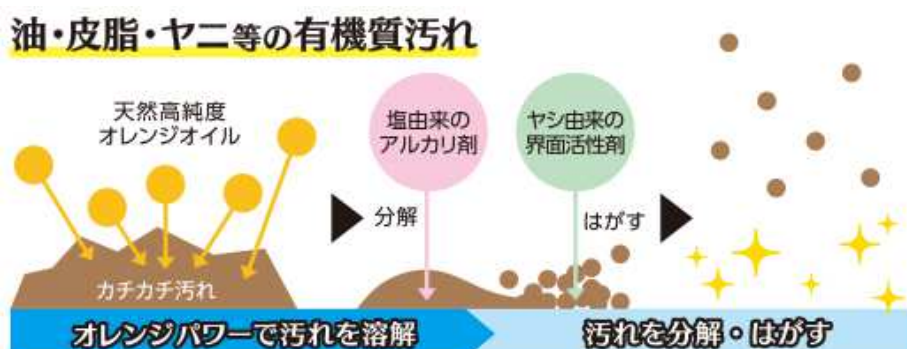 油・皮脂・ヤニ等の有機質汚れ
天然高純度
オレンジオイル
カチカチ汚れ
塩由来の
アルカリ剤
分解
ヤシ由来の
界面活性剤
はがす
オレンジパワーで汚れを溶解
汚れを分解・はがす